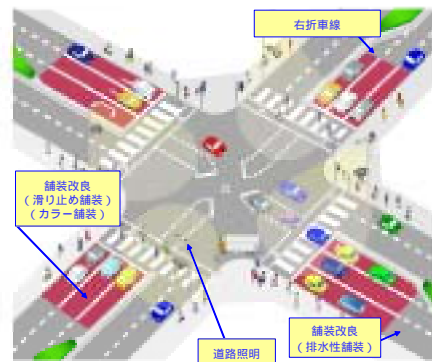 右折車線
舗装改良
（滑り止め舗装）
（カラー舗装）
道路照明
舗装改良
（排水性舗装）